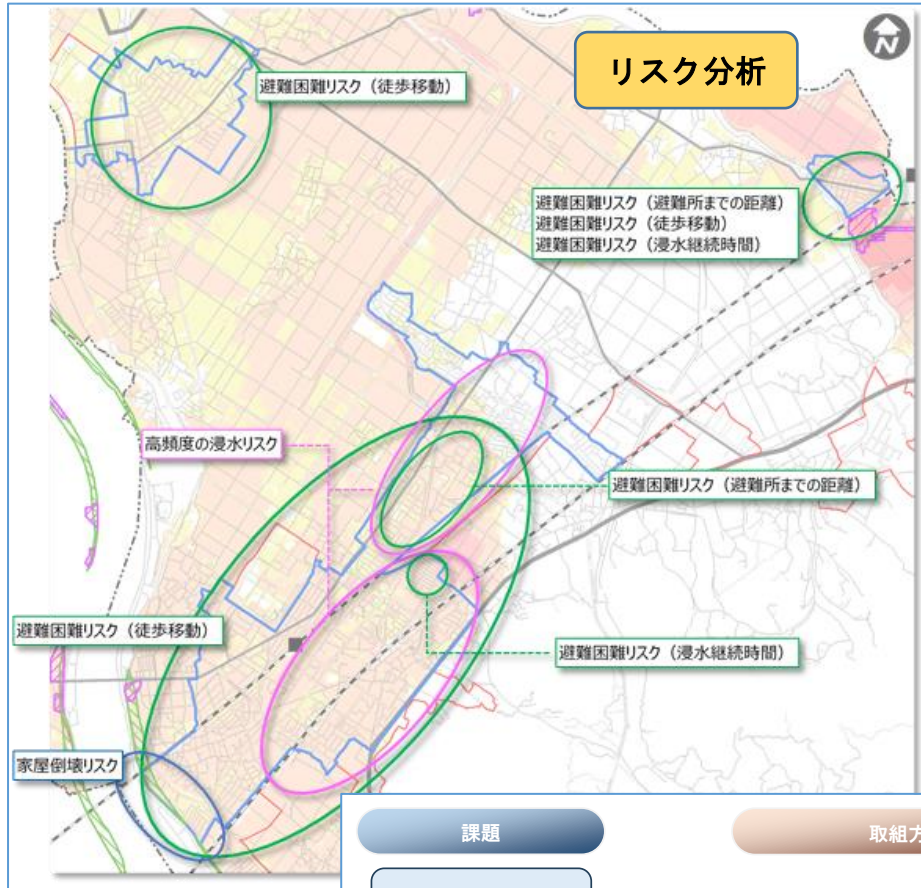 リスク分析
N
避難困難リスク（徒歩移動）
避難困難リスク（避難所までの距離）
避難困難リスク（徒歩移動）
避難困難リスク（浸水継続時間）
高頻度の浸水リスク
避難困難リスク（避難所までの距離）
避難困難リスク（徒歩移動）
避難困難リスク（浸水継続時間）
家屋倒壊リスク
課題
取組方